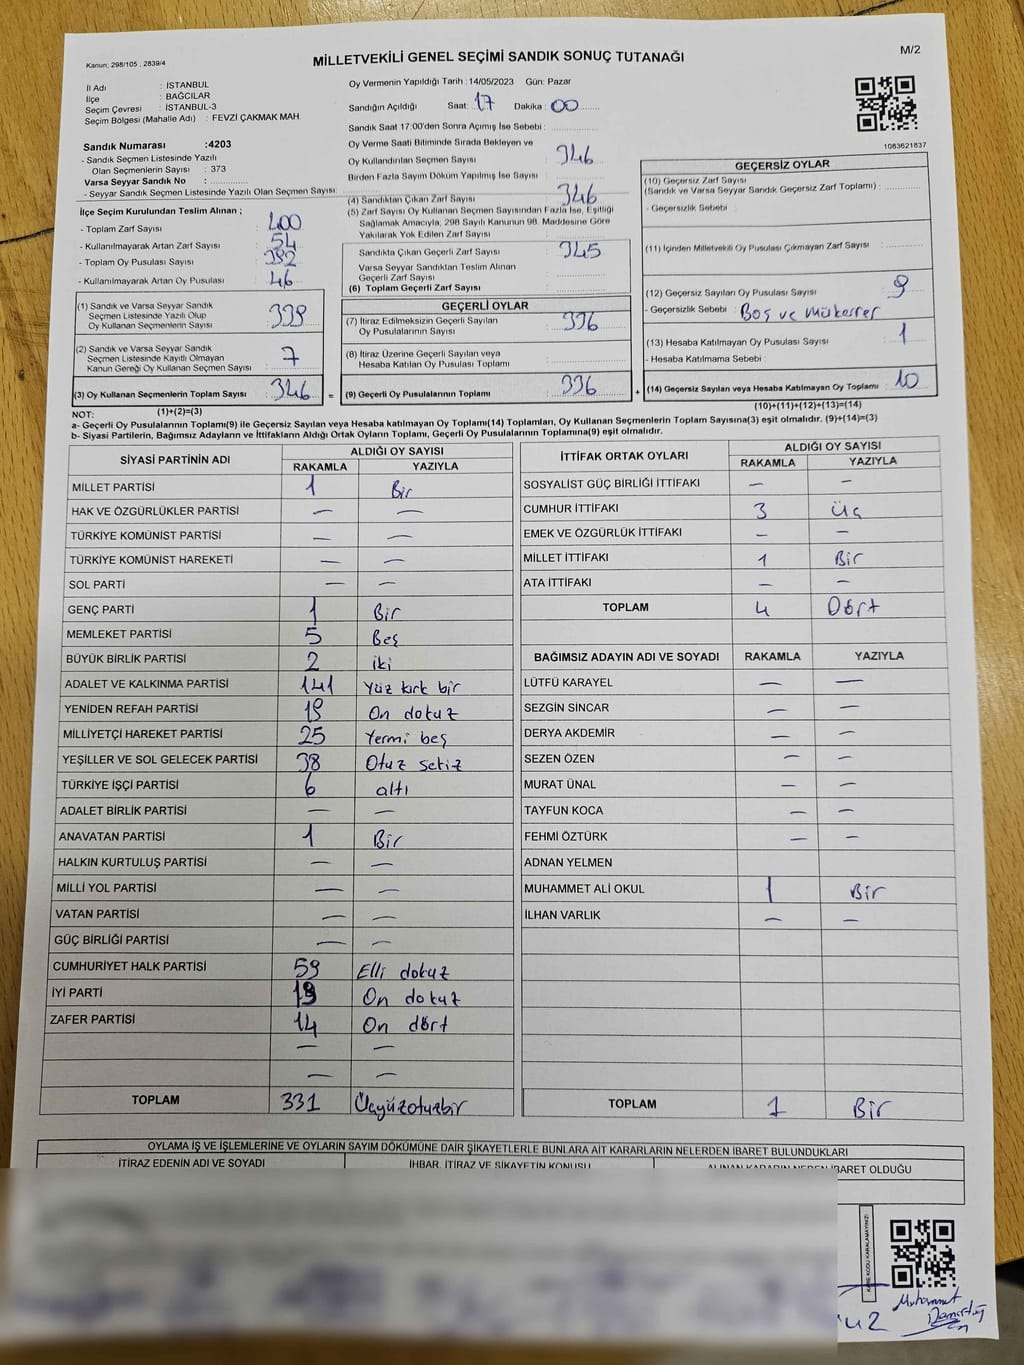 Kanun; 298/105 , 2839/4
MİLLETVEKİLİ GENEL SEÇİMİ SANDIK SONUÇ TUTANAĞI
M/2
İl Adı : İSTANBUL
İlçe : BAĞCILAR
Seçim Çevresi : İSTANBUL-3
Seçim Bölgesi (Mahalle Adı) : FEVZİ ÇAKMAK MAH.
Sandık Numarası :4203
- Sandık Seçmen Listesinde Yazılı
Olan Seçmenlerin Sayısı : 373
Varsa Seyyar Sandık No :
- Seyyar Sandık Seçmen Listesinde Yazılı Olan Seçmen Sayısı:
İlçe Seçim Kurulundan Teslim Alınan ;
- Toplam Zarf Sayısı 400
- Kullanılmayarak Artan Zarf Sayısı 54
- Toplam Oy Pusulası Sayısı 392
- Kullanılmayarak Artan Oy Pusulası 46
(1) Sandık ve Varsa Seyyar Sandık
Seçmen Listesinde Yazılı Olup
Oy Kullanan Seçmenlerin Sayısı 339
(2) Sandık ve Varsa Seyyar Sandık
Seçmen Listesinde Kayıtlı Olmayan
Kanun Gereği Oy Kullanan Seçmen Sayısı 7
(3) Oy Kullanan Seçmenlerin Toplam Sayısı 346 =
Oy Vermenin Yapıldığı Tarih : 14/05/2023 Gün: Pazar
Sandığın Açıldığı Saat: 17 Dakika : 00
Sandık Saat 17:00'den Sonra Açımış İse Sebebi :
Oy Verme Saati Bitiminde Sırada Bekleyen ve
Oy Kullandırılan Seçmen Sayısı 346
Birden Fazla Sayım Döküm Yapılmış İse Sayısı
(4) Sandıktan Çıkan Zarf Sayısı 346
(5) Zarf Sayısı Oy Kullanan Seçmen Sayısından Fazla İse, Eşitliği
Sağlamak Amacıyla, 298 Sayılı Kanunun 98. Maddesine Göre
Yakılarak Yok Edilen Zarf Sayısı
Sandıkta Çıkan Geçerli Zarf Sayısı 345
Varsa Seyyar Sandıktan Teslim Alınan
Geçerli Zarf Sayısı
(6) Toplam Geçerli Zarf Sayısı
GEÇERLİ OYLAR
(7) İtiraz Edilmeksizin Geçerli Sayılan
Oy Pusulalarının Sayısı 336
(8) İtiraz Üzerine Geçerli Sayılan veya
Hesaba Katılan Oy Pusulası Toplamı
(9) Geçerli Oy Pusulalarının Toplamı 336 +
1083621837
GEÇERSİZ OYLAR
(10) Geçersiz Zarf Sayısı
(Sandık ve Varsa Seyyar Sandık Geçersiz Zarf Toplamı) :
- Geçersizlik Sebebi
(11) İçinden Milletvekili Oy Pusulası Çıkmayan Zarf Sayısı
(12) Geçersiz Sayılan Oy Pusulası Sayısı 9
- Geçersizlik Sebebi : Boş ve Mükerrer
(13) Hesaba Katılmayan Oy Pusulası Sayısı 1
- Hesaba Katılmama Sebebi :
(14) Geçersiz Sayılan veya Hesaba Katılmayan Oy Toplamı 10
NOT: (1)+(2)=(3)
(10)+(11)+(12)+(13)=(14)
a- Geçerli Oy Pusulalarının Toplamı(9) ile Geçersiz Sayılan veya Hesaba Katılmayan Oy Toplamı(14) Toplamları, Oy Kullanan Seçmenlerin Toplam Sayısına(3) eşit olmalıdır. (9)+(14)=(3)
b- Siyasi Partilerin, Bağımsız Adayların ve İttifakların Aldığı Ortak Oyların Toplamı, Geçerli Oy Pusulalarının Toplamına(9) eşit olmalıdır.
SİYASİ PARTİNİN ADI ALDIĞI OY SAYISI
RAKAMLA YAZIYLA
MİLLET PARTİSİ 1 Bir
HAK VE ÖZGÜRLÜKLER PARTİSİ — —
TÜRKİYE KOMÜNİST PARTİSİ — —
TÜRKİYE KOMÜNİST HAREKETİ — —
SOL PARTİ — —
GENÇ PARTİ 1 Bir
MEMLEKET PARTİSİ 5 Beş
BÜYÜK BİRLİK PARTİSİ 2 iki
ADALET VE KALKINMA PARTİSİ 141 Yüz kırk bir
YENİDEN REFAH PARTİSİ 19 On dokuz
MİLLİYETÇİ HAREKET PARTİSİ 25 Yermi beş
YEŞİLLER VE SOL GELECEK PARTİSİ 38 Otuz sekiz
TÜRKİYE İŞÇİ PARTİSİ 6 altı
ADALET BİRLİK PARTİSİ — —
ANAVATAN PARTİSİ 1 Bir
HALKIN KURTULUŞ PARTİSİ — —
MİLLİ YOL PARTİSİ — —
VATAN PARTİSİ — —
GÜÇ BİRLİĞİ PARTİSİ — —
CUMHURİYET HALK PARTİSİ 59 Elli dokuz
İYİ PARTİ 19 On dokuz
ZAFER PARTİSİ 14 On dört
— —
— —
TOPLAM 331 Üçyüzotuzbir
İTTİFAK ORTAK OYLARI ALDIĞI OY SAYISI
RAKAMLA YAZIYLA
SOSYALİST GÜÇ BİRLİĞİ İTTİFAKI — —
CUMHUR İTTİFAKI 3 Üç
EMEK VE ÖZGÜRLÜK İTTİFAKI — —
MİLLET İTTİFAKI 1 Bir
ATA İTTİFAKI — —
TOPLAM 4 Dört
BAĞIMSIZ ADAYIN ADI VE SOYADI RAKAMLA YAZIYLA
LÜTFÜ KARAYEL — —
SEZGİN SİNCAR — —
DERYA AKDEMİR — —
SEZEN ÖZEN — —
MURAT ÜNAL — —
TAYFUN KOCA — —
FEHMİ ÖZTÜRK — —
ADNAN YELMEN
MUHAMMET ALİ OKUL 1 Bir
İLHAN VARLIK — —
TOPLAM 1 Bir
OYLAMA İŞ VE İŞLEMLERİNE VE OYLARIN SAYIM DÖKÜMÜNE DAİR ŞİKAYETLERLE BUNLARA AİT KARARLARIN NELERDEN İBARET BULUNDUKLARI
İTİRAZ EDENİN ADI VE SOYADI İHBAR, İTİRAZ VE ŞİKAYETİN KONUSU ALINAN KARARIN NEDEN İBARET OLDUĞU
Muhammet